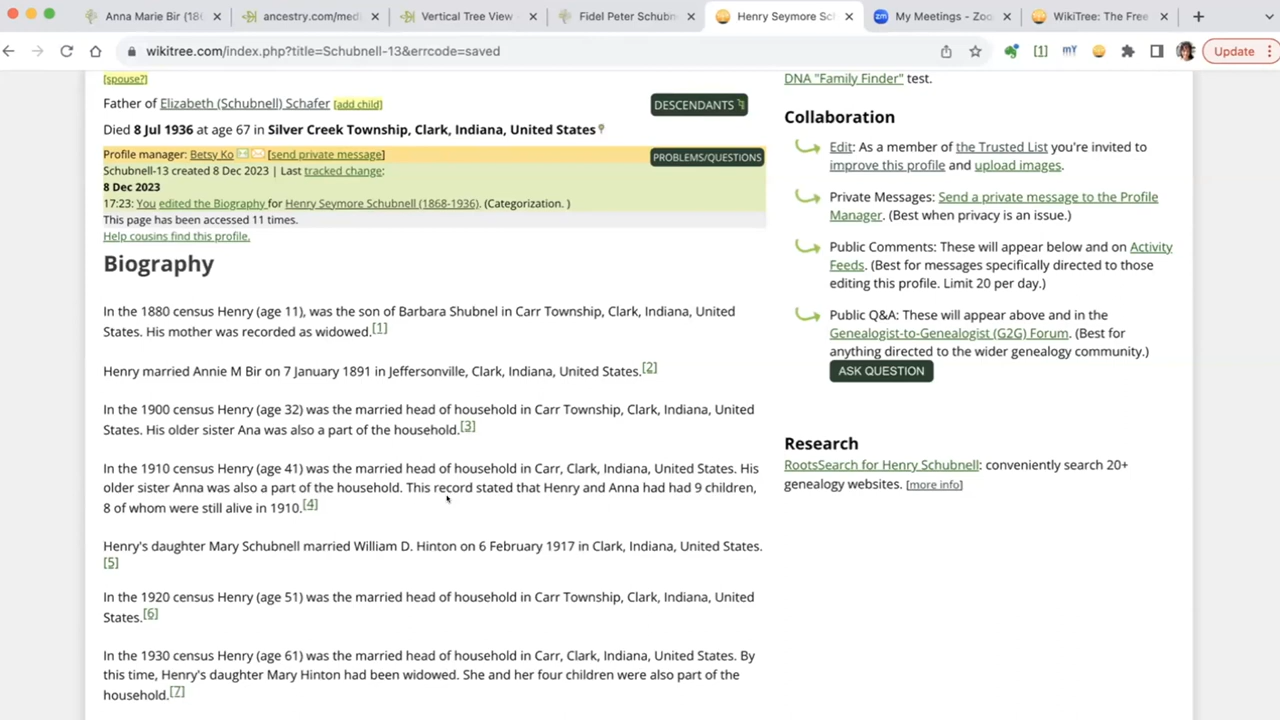 Anna Marie Bir (18
ancestry.com/med
Vertical Tree View -
Fidel Peter Schubn
Henry Seymore Sc
My Meetings - Zoo
WikiTree: The Free
wikitree.com/index.php?title=Schubnell-13&errcode=saved
[1]
mY
Update
[spouse?]
Father of Elizabeth (Schubnell) Schafer [add child]
DESCENDANTS
Died 8 Jul 1936 at age 67 in Silver Creek Township, Clark, Indiana, United States
Profile manager: Betsy Ko [send private message]
PROBLEMS/QUESTIONS
Schubnell-13 created 8 Dec 2023 | Last tracked change:
8 Dec 2023
17:23: You edited the Biography for Henry Seymore Schubnell (1868-1936). (Categorization. )
This page has been accessed 11 times.
Help cousins find this profile.
Biography
In the 1880 census Henry (age 11), was the son of Barbara Shubnel in Carr Township, Clark, Indiana, United
States. His mother was recorded as widowed.[1]
Henry married Annie M Bir on 7 January 1891 in Jeffersonville, Clark, Indiana, United States.[2]
In the 1900 census Henry (age 32) was the married head of household in Carr Township, Clark, Indiana, United
States. His older sister Ana was also a part of the household.[3]
In the 1910 census Henry (age 41) was the married head of household in Carr, Clark, Indiana, United States. His
older sister Anna was also a part of the household. This record stated that Henry and Anna had had 9 children,
8 of whom were still alive in 1910.[4]
Henry's daughter Mary Schubnell married William D. Hinton on 6 February 1917 in Clark, Indiana, United States.
[5]
In the 1920 census Henry (age 51) was the married head of household in Carr Township, Clark, Indiana, United
States.[6]
In the 1930 census Henry (age 61) was the married head of household in Carr, Clark, Indiana, United States. By
this time, Henry's daughter Mary Hinton had been widowed. She and her four children were also part of the
household.[7]
DNA "Family Finder" test.
Collaboration
Edit: As a member of the Trusted List you're invited to
improve this profile and upload images.
Private Messages: Send a private message to the Profile
Manager. (Best when privacy is an issue.)
Public Comments: These will appear below and on Activity
Feeds. (Best for messages specifically directed to those
editing this profile. Limit 20 per day.)
Public Q&A: These will appear above and in the
Genealogist-to-Genealogist (G2G) Forum. (Best for
anything directed to the wider genealogy community.)
ASK QUESTION
Research
RootsSearch for Henry Schubnell: conveniently search 20+
genealogy websites. [more info]